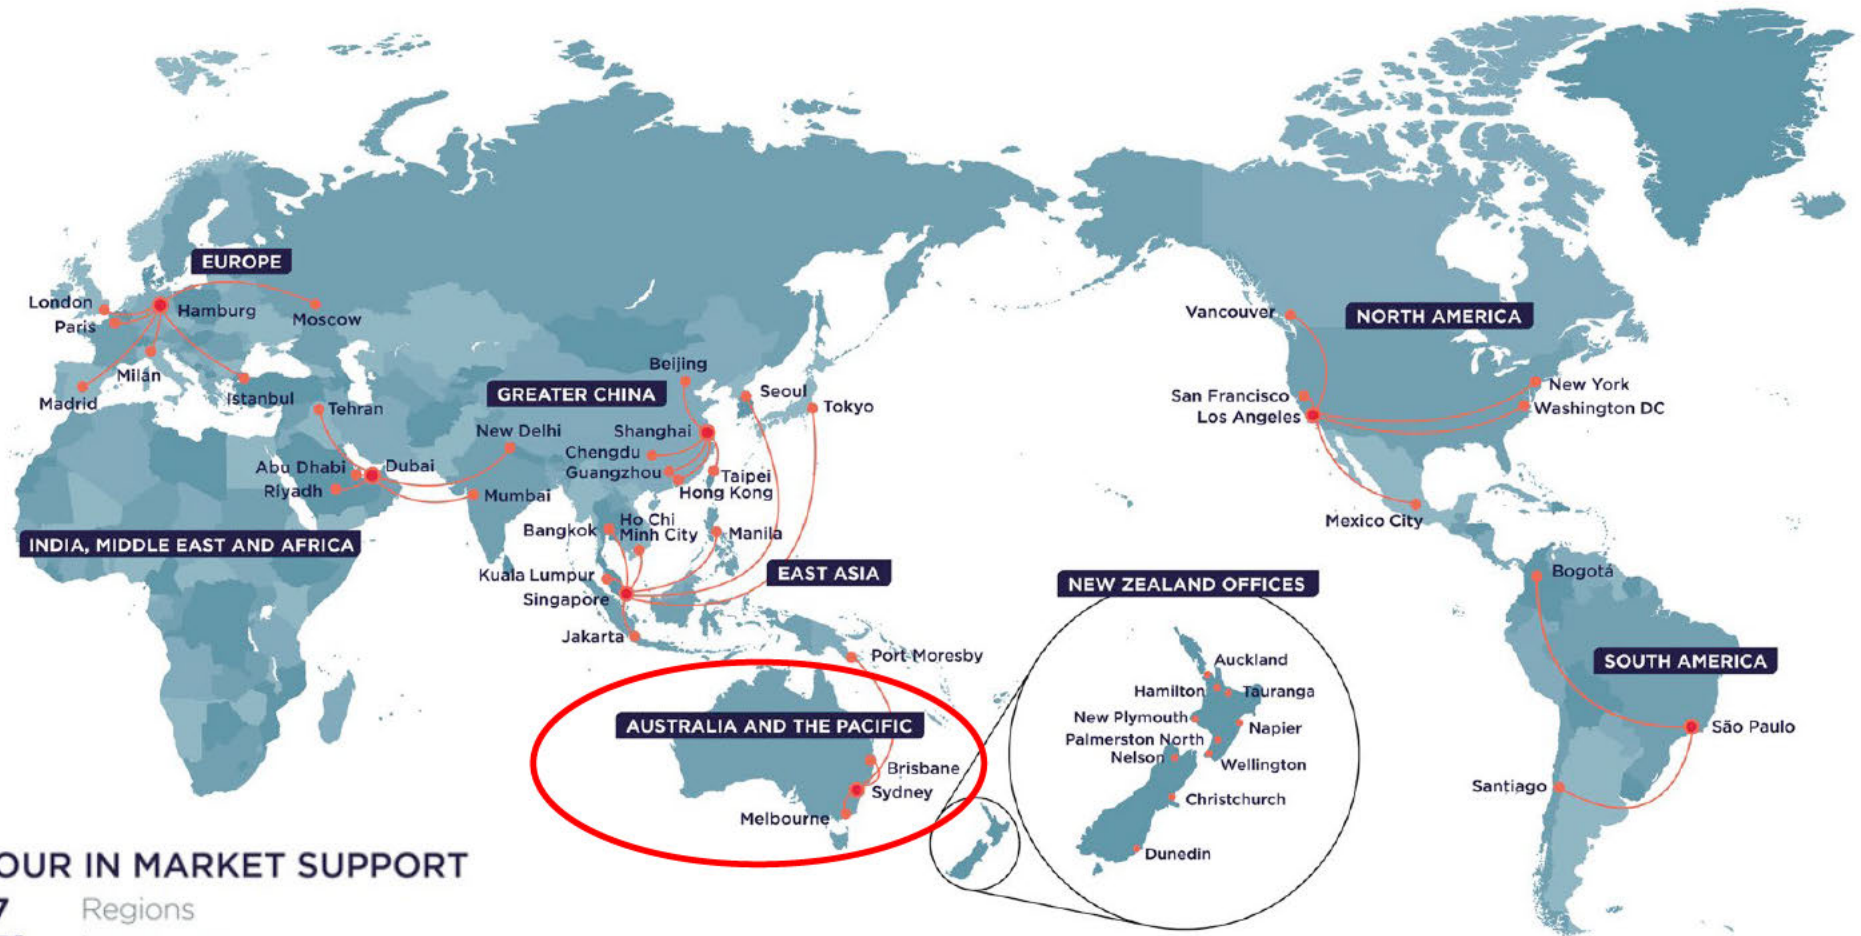 EUROPE
London
Hamburg
Moscow
Paris
Milan
Madrid
Istanbul
Tehran
GREATER CHINA
Beijing
Seoul
Tokyo
New Delhi
Shanghai
Chengdu
Guangzhou
Taipei
Hong Kong
Abu Dhabi
Dubai
Riyadh
Mumbai
INDIA, MIDDLE EAST AND AFRICA
Bangkok
Ho Chi
Minh City
Manila
Kuala Lumpur
Singapore
EAST ASIA
Jakarta
Port Moresby
AUSTRALIA AND THE PACIFIC
Brisbane
Sydney
Melbourne
NEW ZEALAND OFFICES
Auckland
Hamilton
Tauranga
New Plymouth
Napier
Palmerston North
Nelson
Wellington
Christchurch
Dunedin
Vancouver
NORTH AMERICA
San Francisco
Los Angeles
New York
Washington DC
Mexico City
Bogotá
SOUTH AMERICA
São Paulo
Santiago
OUR IN MARKET SUPPORT
7 Regions